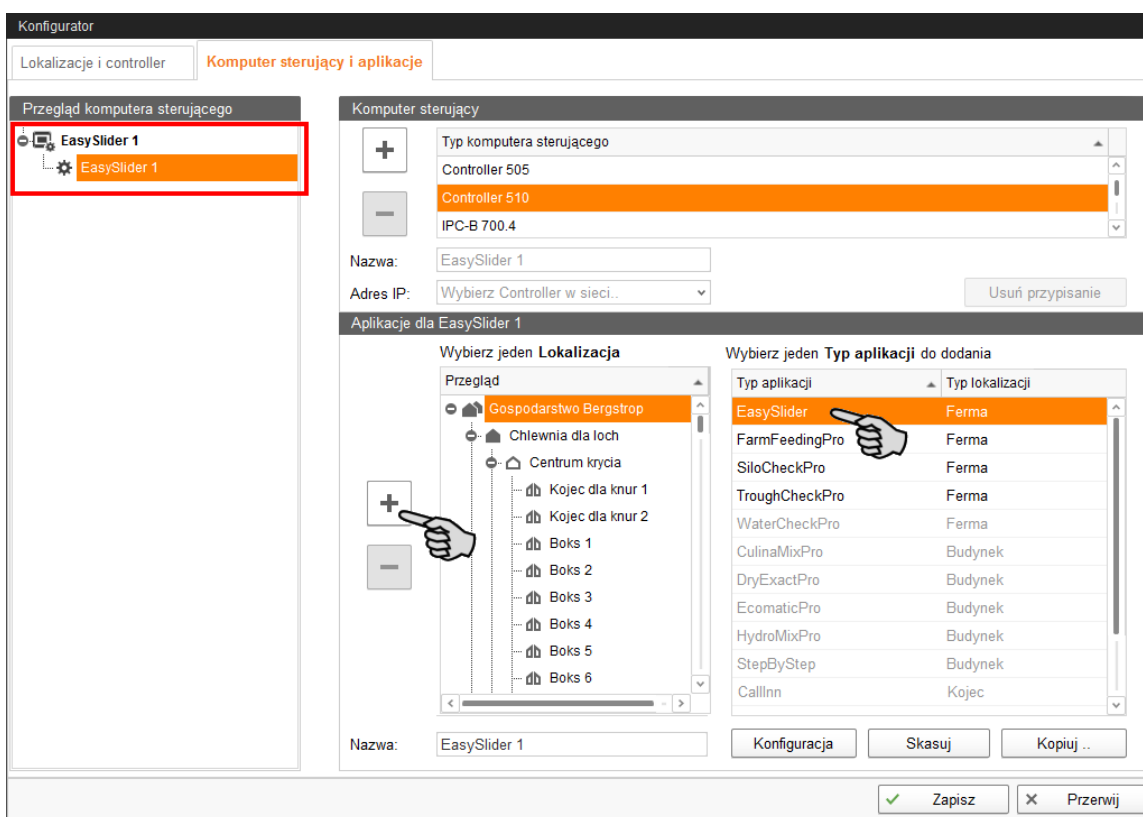 Konfigurator
Lokalizacje i controller
Komputer sterujący i aplikacje
Przegląd komputera sterującego
EasySlider 1
EasySlider 1
Komputer sterujący
Typ komputera sterującego
Controller 505
Controller 510
IPC-B 700.4
Nazwa: EasySlider 1
Adres IP: Wybierz Controller w sieci..
Usuń przypisanie
Aplikacje dla EasySlider 1
Wybierz jeden Lokalizacja
Przegląd
Gospodarstwo Bergstrop
Chlewnia dla loch
Centrum krycia
Kojec dla knur 1
Kojec dla knur 2
Boks 1
Boks 2
Boks 3
Boks 4
Boks 5
Boks 6
Wybierz jeden Typ aplikacji do dodania
Typ aplikacji Typ lokalizacji
EasySlider Ferma
FarmFeedingPro Ferma
SiloCheckPro Ferma
TroughCheckPro Ferma
WaterCheckPro Ferma
CulinaMixPro Budynek
DryExactPro Budynek
EcomaticPro Budynek
HydroMixPro Budynek
StepByStep Budynek
CallInn Kojec
Nazwa: EasySlider 1
Konfiguracja
Skasuj
Kopiuj ..
Zapisz
Przerwij